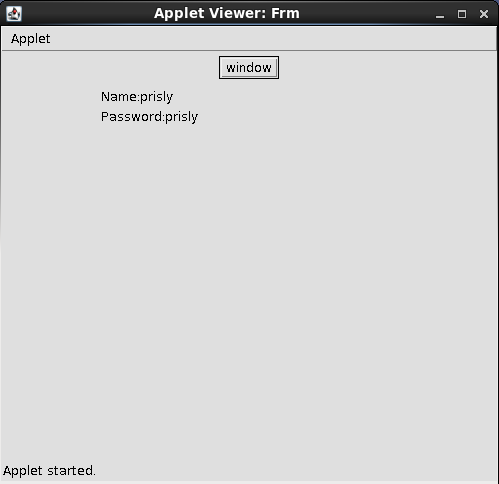 Applet Viewer: Frm
Applet
window
Name:prisly
Password:prisly
Applet started.